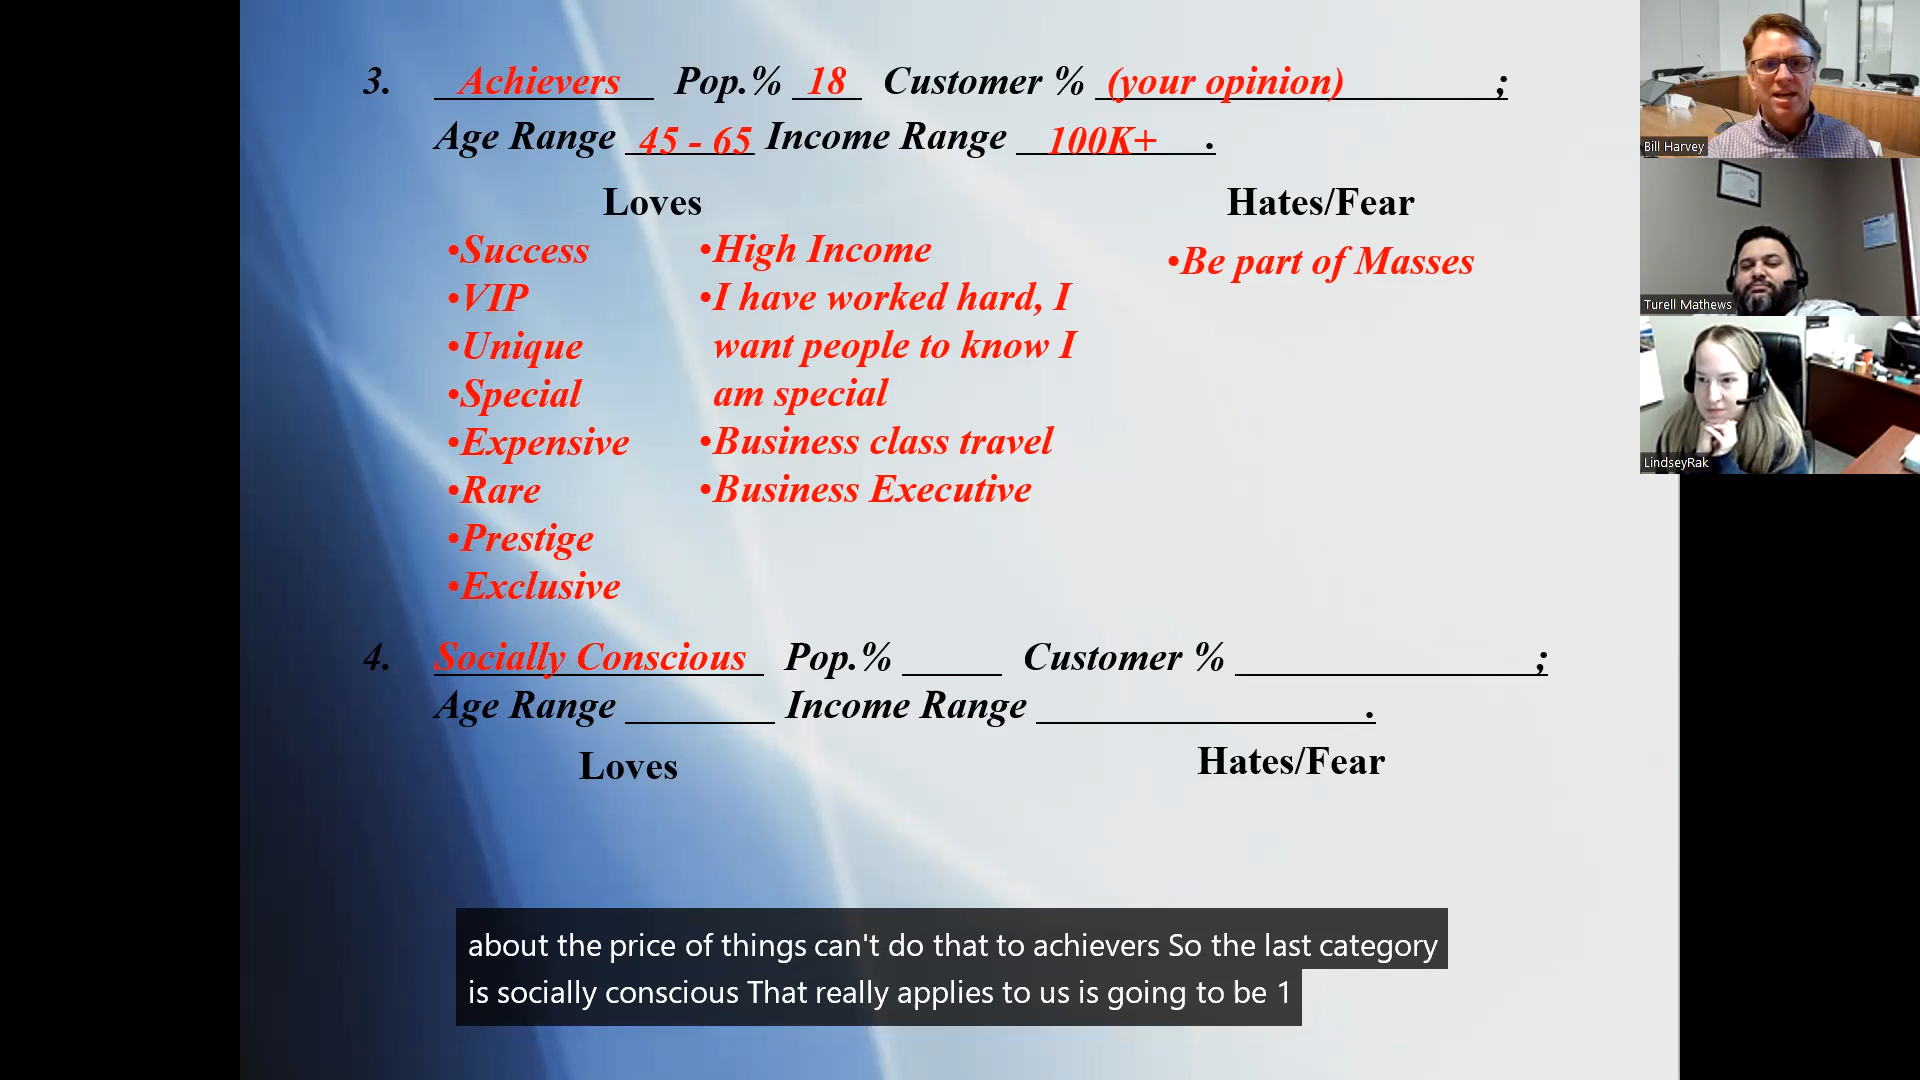 3. Achievers Pop.% 18 Customer % (your opinion) ;
Age Range 45 - 65 Income Range 100K+ .
Loves
Hates/Fear
•Success
•VIP
•Unique
•Special
•Expensive
•Rare
•Prestige
•Exclusive
•High Income
•I have worked hard, I
want people to know I
am special
•Business class travel
•Business Executive
•Be part of Masses
4. Socially Conscious Pop.% _____ Customer % _______________;
Age Range _______ Income Range ________________.
Loves
Hates/Fear
about the price of things can't do that to achievers So the last category
is socially conscious That really applies to us is going to be 1
Bill Harvey
Turell Mathews
LindseyRak